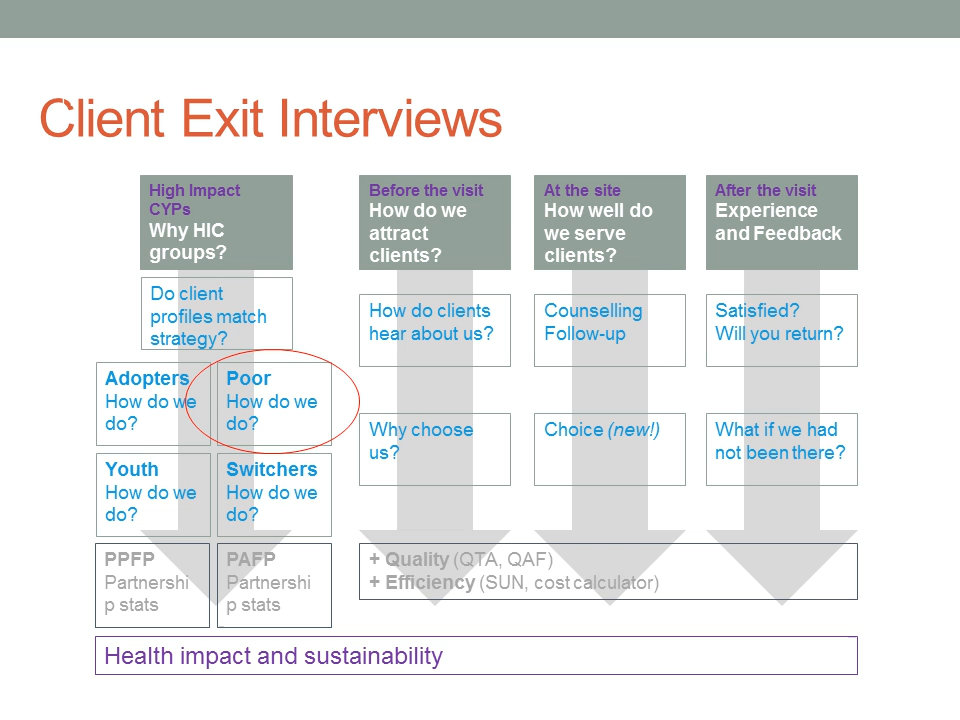 Client Exit Interviews
High Impact
CYPs
Why HIC
groups?
Do client
profiles match
strategy?
Adopters
How do we
do?
Poor
How do we
do?
Youth
How do we
do?
Switchers
How do we
do?
PPFP
Partnershi
p stats
PAFP
Partnershi
p stats
Before the visit
How do we
attract
clients?
How do clients
hear about us?
Why choose
us?
At the site
How well do
we serve
clients?
Counselling
Follow-up
Choice (new!)
After the visit
Experience
and Feedback
Satisfied?
Will you return?
What if we had
not been there?
+ Quality (QTA, QAF)
+ Efficiency (SUN, cost calculator)
Health impact and sustainability